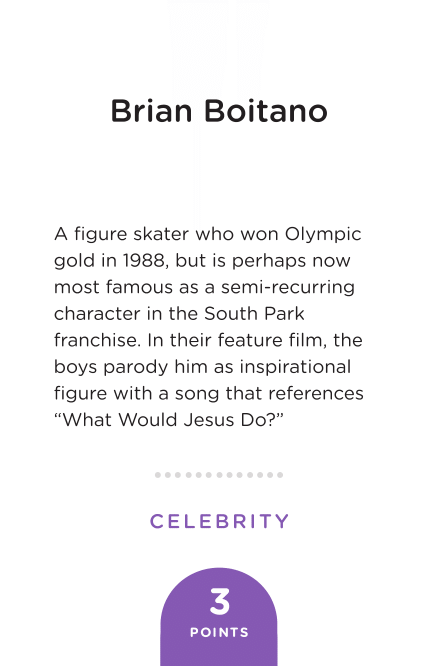 Brian Boitano
A figure skater who won Olympic
gold in 1988, but is perhaps now
most famous as a semi-recurring
character in the South Park
franchise. In their feature film, the
boys parody him as inspirational
figure with a song that references
“What Would Jesus Do?”
CELEBRITY
3
POINTS